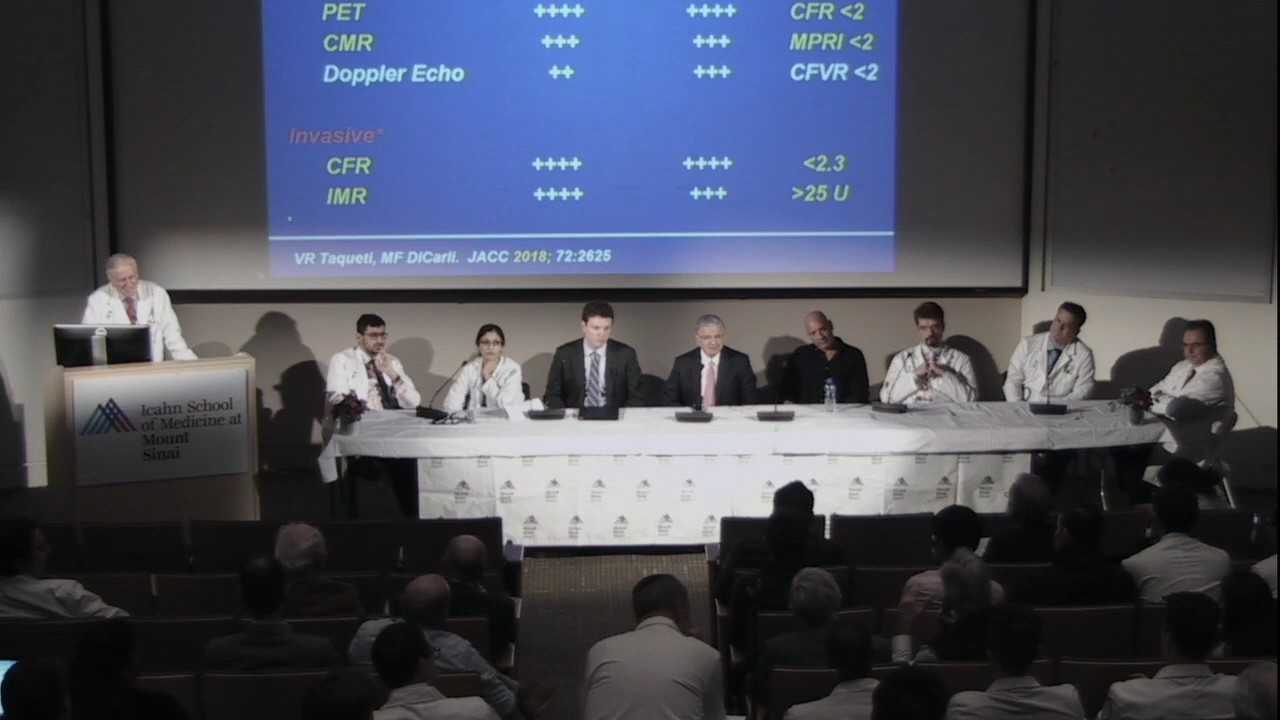 PET ++++ ++++ CFR <2
CMR +++ +++ MPRI <2
Doppler Echo ++ +++ CFVR <2
Invasive*
CFR ++++ ++++ <2.3
IMR ++++ +++ >25 U
VR Taqueti, MF DiCarli. JACC 2018; 72:2625
Icahn School
of Medicine at
Mount
Sinai